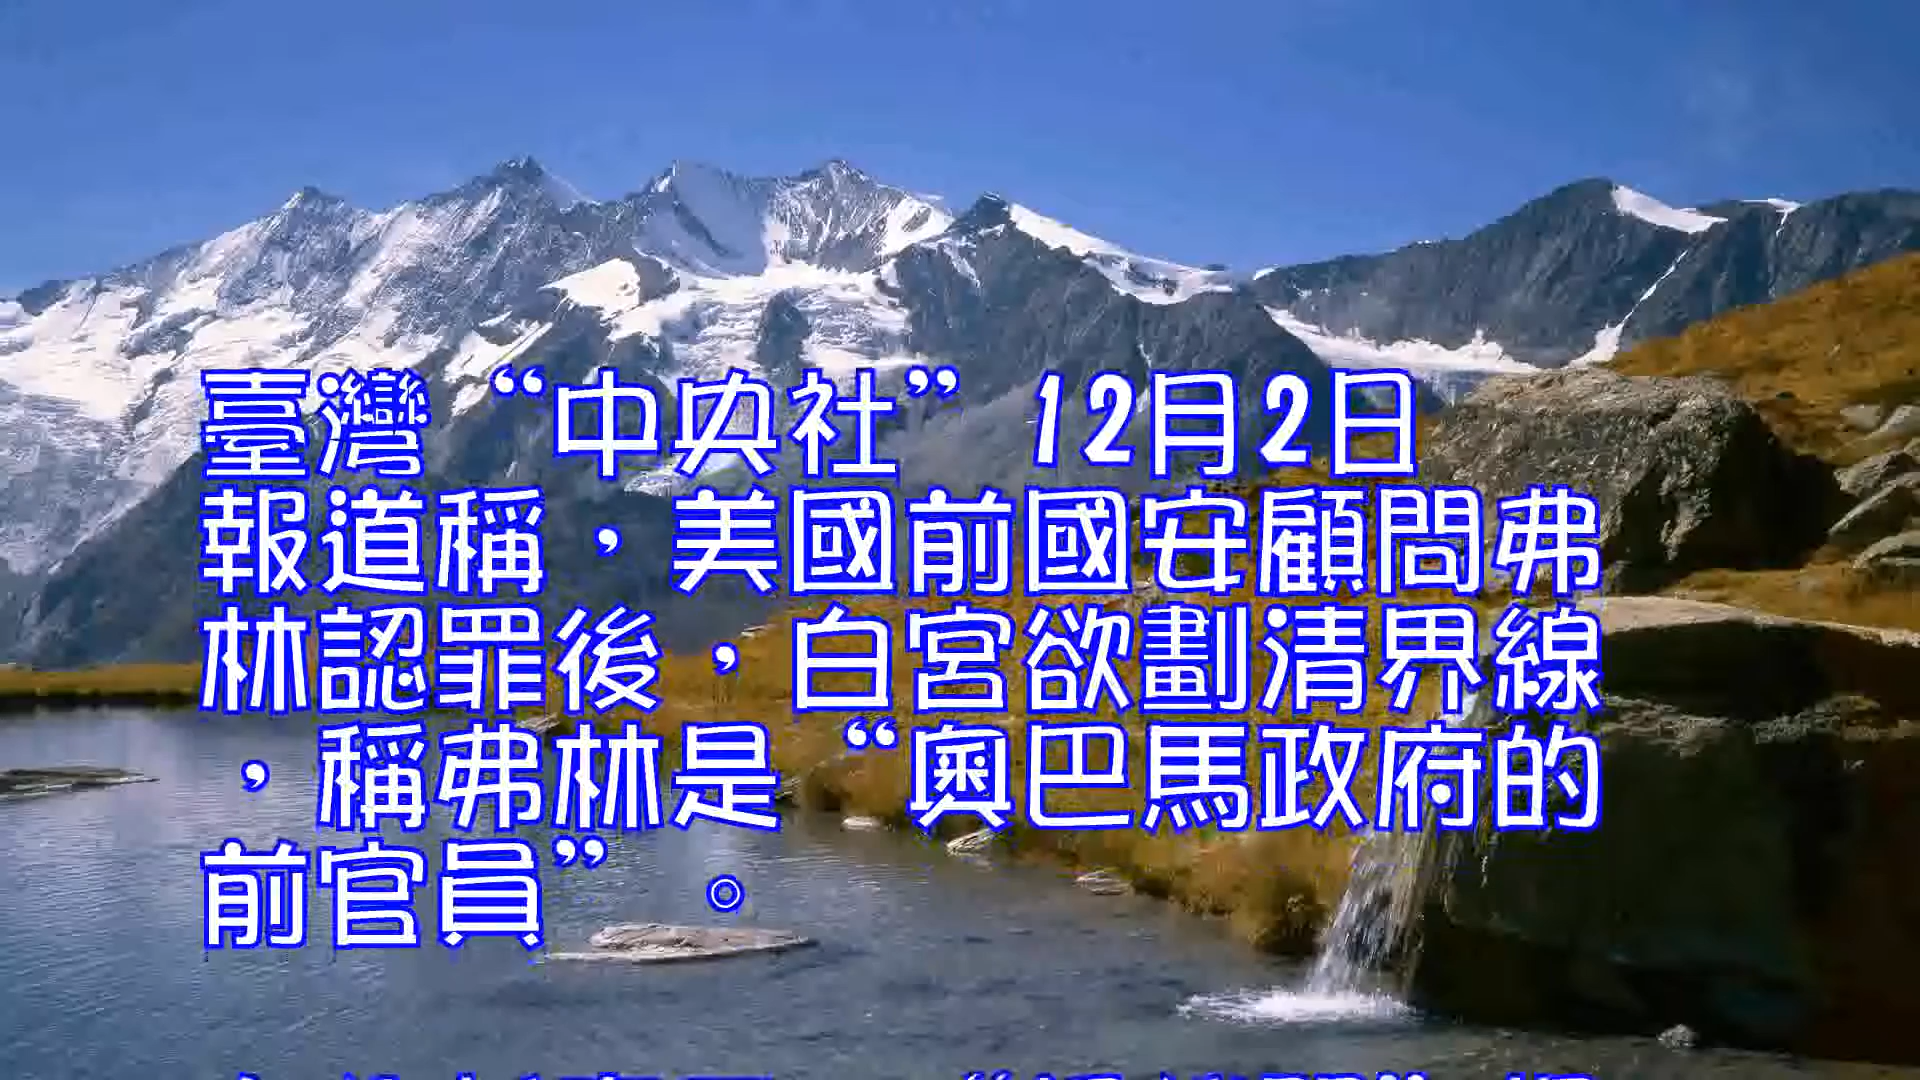 臺灣“中央社”12月2日
報道稱，美國前國安顧問弗
林認罪後，白宮欲劃清界線
，稱弗林是“奧巴馬政府的
前官員”。